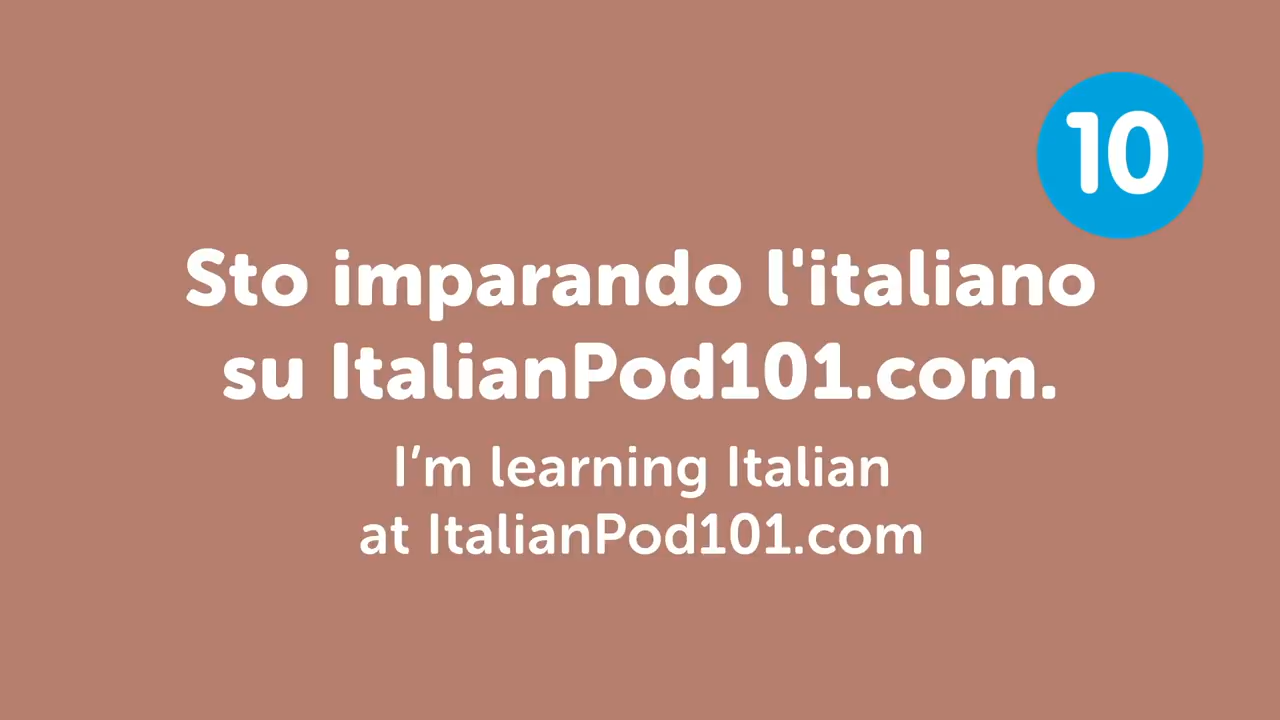 10
Sto imparando l'italiano
su ItalianPod101.com.
I’m learning Italian
at ItalianPod101.com